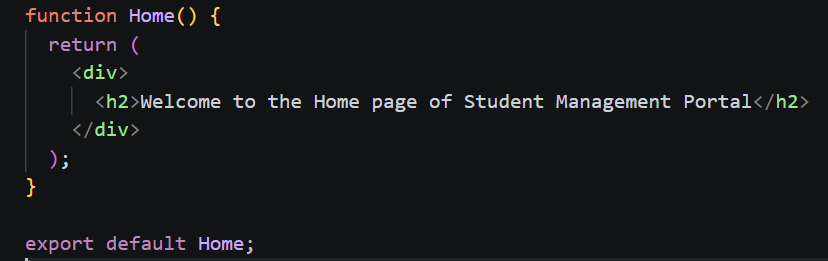 function Home() {
  return (
    <div>
      <h2>Welcome to the Home page of Student Management Portal</h2>
    </div>
  );
}

export default Home;